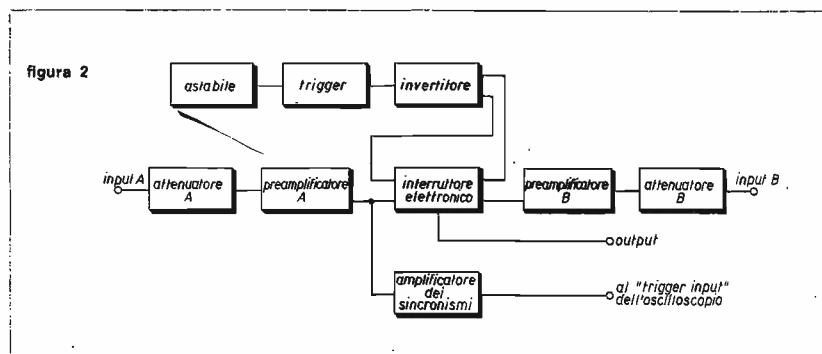 figura 2
astabile
trigger
invertitore
input A
attenuatore
A
preamplificatore
A
interruttore
elettronico
preamplificatore
B
attenuatore
B
input B
output
amplificatore
dei
sincronismi
al "trigger input"
dell'oscilloscopio